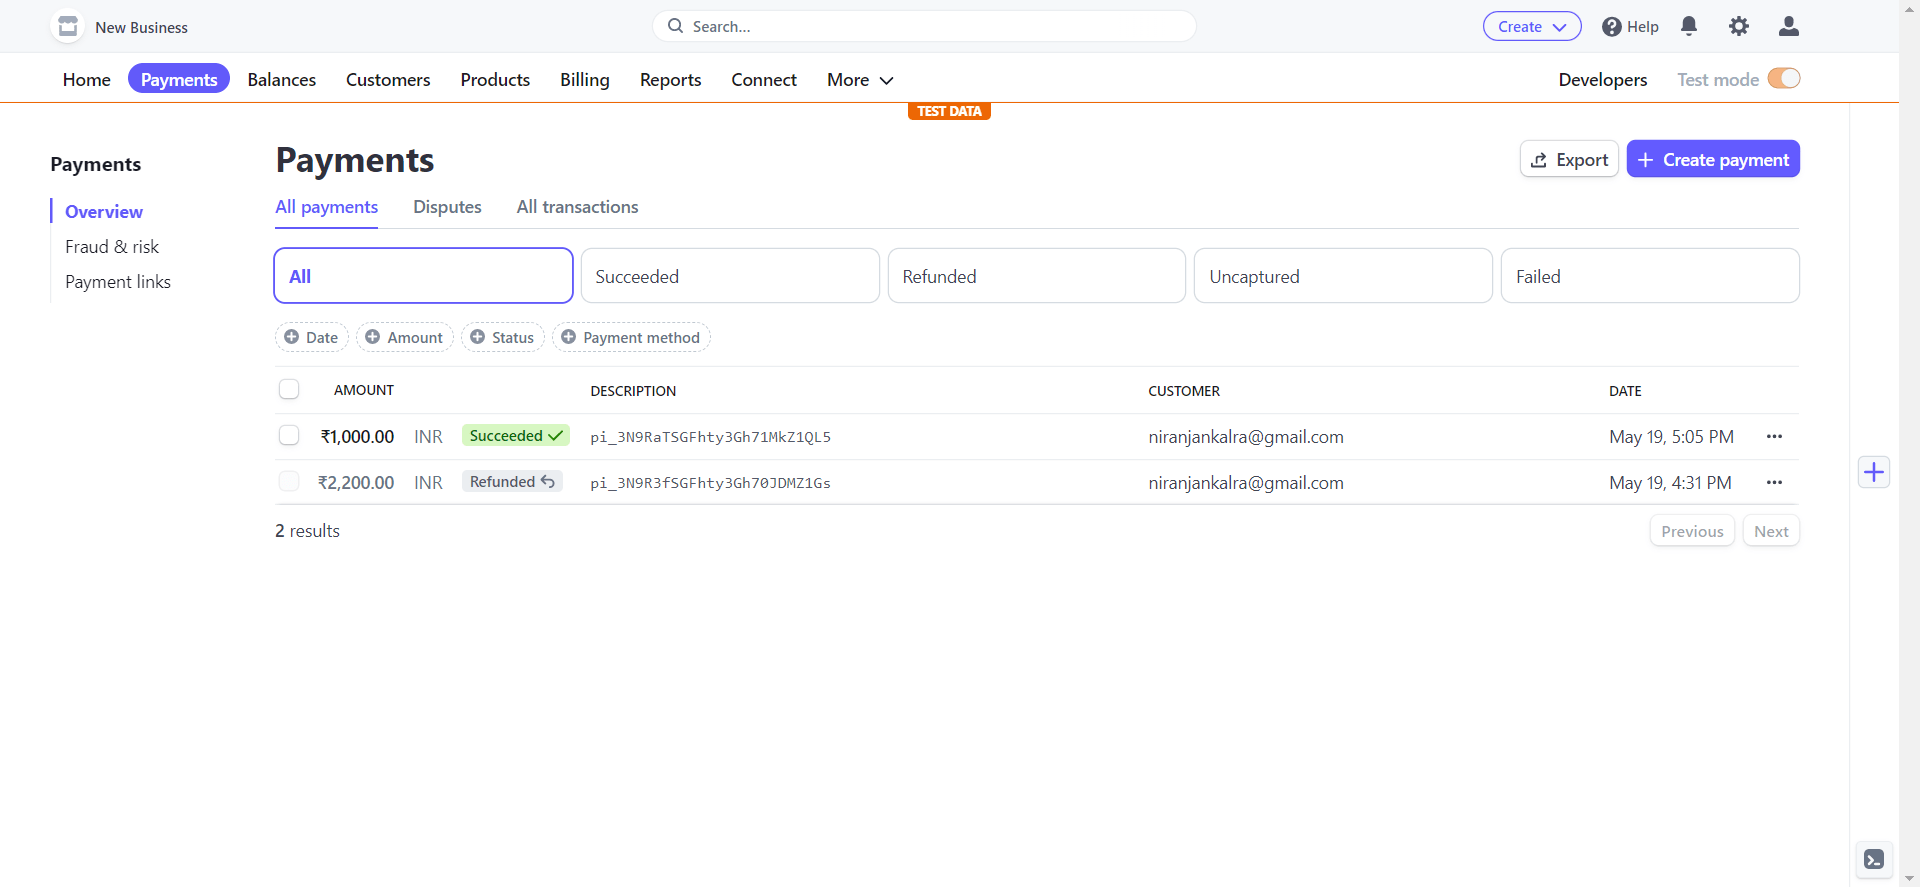 New Business
Search...
Create
Help
Home Payments Balances Customers Products Billing Reports Connect More
Developers Test mode
TEST DATA
Payments
Overview
Fraud & risk
Payment links
Payments
Export
Create payment
All payments Disputes All transactions
All Succeeded Refunded Uncaptured Failed
Date Amount Status Payment method
AMOUNT DESCRIPTION CUSTOMER DATE
₹1,000.00 INR Succeeded pi_3N9RaTSGFhty3Gh71MkZ1QL5 niranjankalra@gmail.com May 19, 5:05 PM
₹2,200.00 INR Refunded pi_3N9R3fSGFhty3Gh70JDMZ1Gs niranjankalra@gmail.com May 19, 4:31 PM
2 results
Previous Next